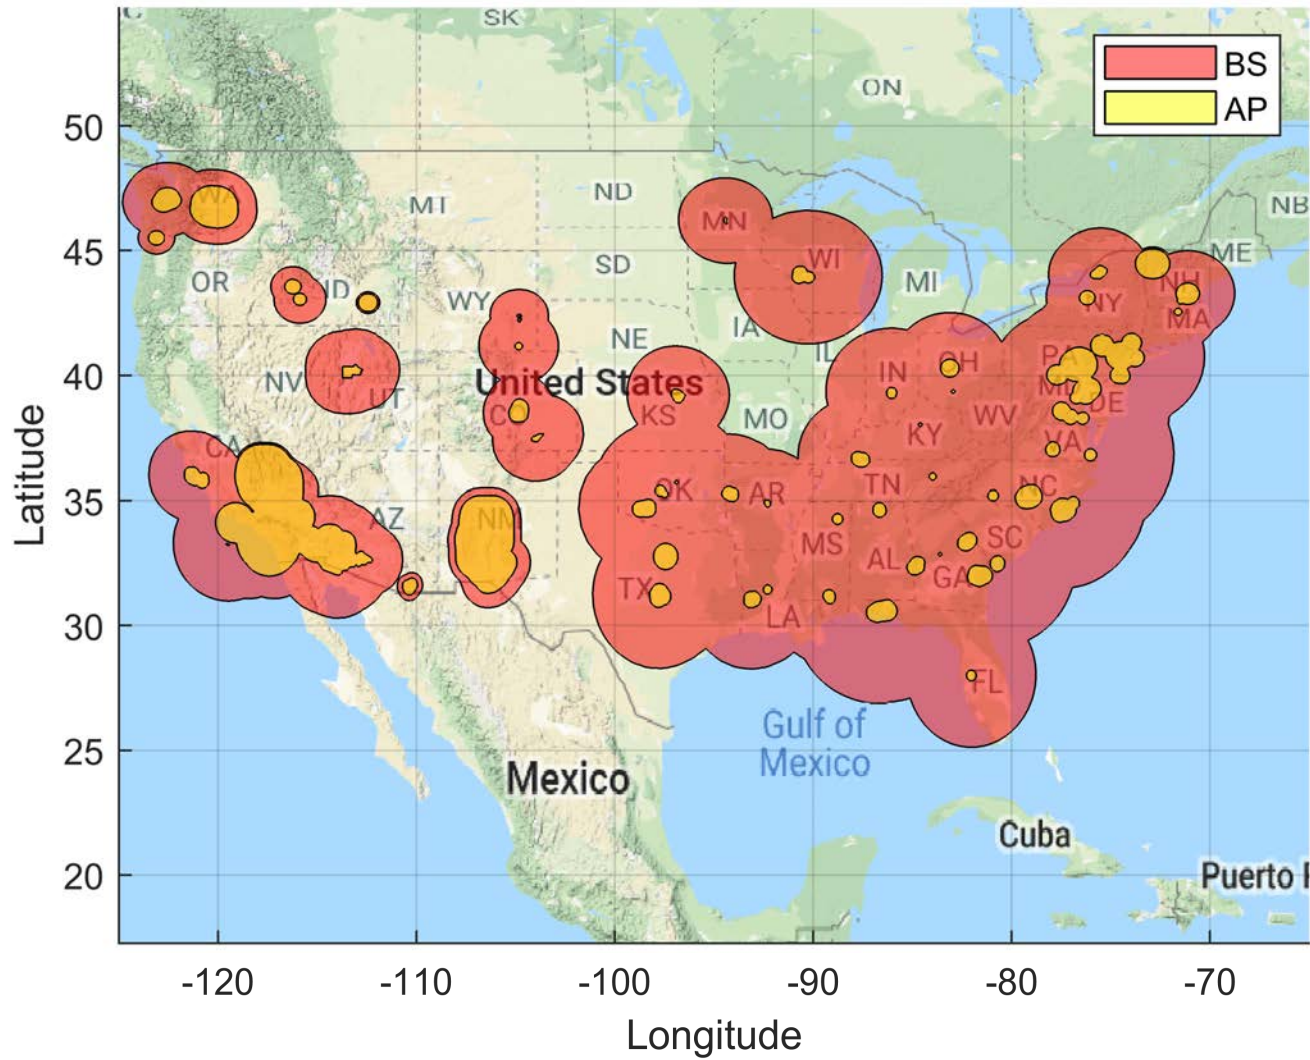 C
SK
BS
AP
ON
50
WA
MT
ND
MN
NB
45
OR
ID
SD
WI
MI
ME
NH
WY
NY
MA
NE
IA
IL
40
NV
UT
United States
IN
OH
PA
DE
CO
KS
MO
WV
KY
VA
CA
35
AZ
NM
OK
AR
TN
NC
MS
AL
SC
GA
TX
LA
30
FL
Gulf of
Mexico
25
Mexico
Cuba
20
Puerto
-120
-110
-100
-90
-80
-70
Latitude
Longitude